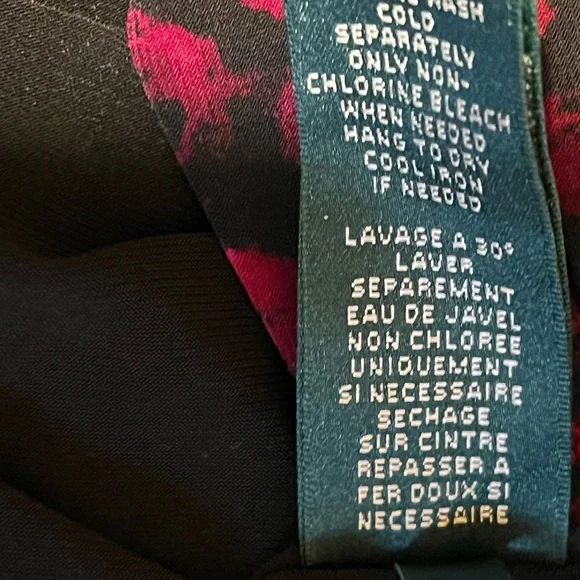 WASH
COLD
SEPARATELY
ONLY NON-
CHLORINE BLEACH
WHEN NEEDED
HANG TO DRY
COOL IRON
IF NEEDED
LAVAGE A 30°
LAVER
SEPAREMENT
EAU DE JAVEL
NON CHLOREE
UNIQUEMENT
SI NECESSAIRE
SECHAGE
SUR CINTRE
REPASSER A
FER DOUX SI
NECESSAIRE